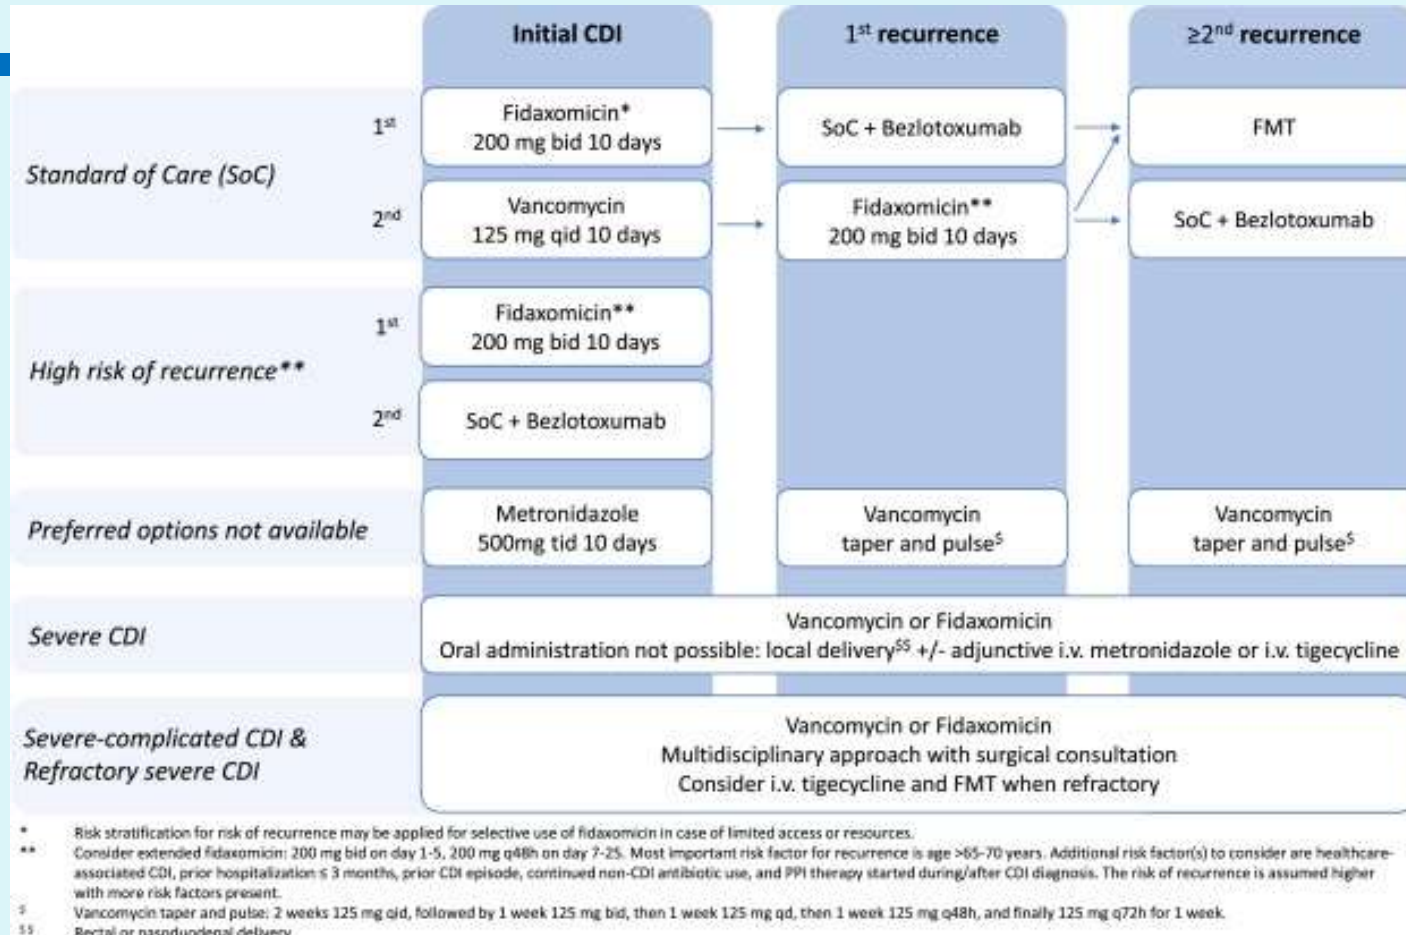 Initial CDI
1st recurrence
≥2nd recurrence
Standard of Care (SoC)
1st
Fidaxomicin*
200 mg bid 10 days
SoC + Bezlotoxumab
FMT
2nd
Vancomycin
125 mg qid 10 days
Fidaxomicin**
200 mg bid 10 days
SoC + Bezlotoxumab
High risk of recurrence**
1st
Fidaxomicin**
200 mg bid 10 days
2nd
SoC + Bezlotoxumab
Preferred options not available
Metronidazole
500mg tid 10 days
Vancomycin
taper and pulse$
Vancomycin
taper and pulse$
Severe CDI
Vancomycin or Fidaxomicin
Oral administration not possible: local delivery$$ +/- adjunctive i.v. metronidazole or i.v. tigecycline
Severe-complicated CDI &
Refractory severe CDI
Vancomycin or Fidaxomicin
Multidisciplinary approach with surgical consultation
Consider i.v. tigecycline and FMT when refractory
* Risk stratification for risk of recurrence may be applied for selective use of fidaxomicin in case of limited access or resources.
** Consider extended fidaxomicin: 200 mg bid on day 1-5, 200 mg q48h on day 7-25. Most important risk factor for recurrence is age >65-70 years. Additional risk factor(s) to consider are healthcare-
associated CDI, prior hospitalization ≤ 3 months, prior CDI episode, continued non-CDI antibiotic use, and PPI therapy started during/after CDI diagnosis. The risk of recurrence is assumed higher
with more risk factors present.
$ Vancomycin taper and pulse: 2 weeks 125 mg qid, followed by 1 week 125 mg bid, then 1 week 125 mg qd, then 1 week 125 mg q48h, and finally 125 mg q72h for 1 week.
$$ Rectal or nasoduodenal delivery